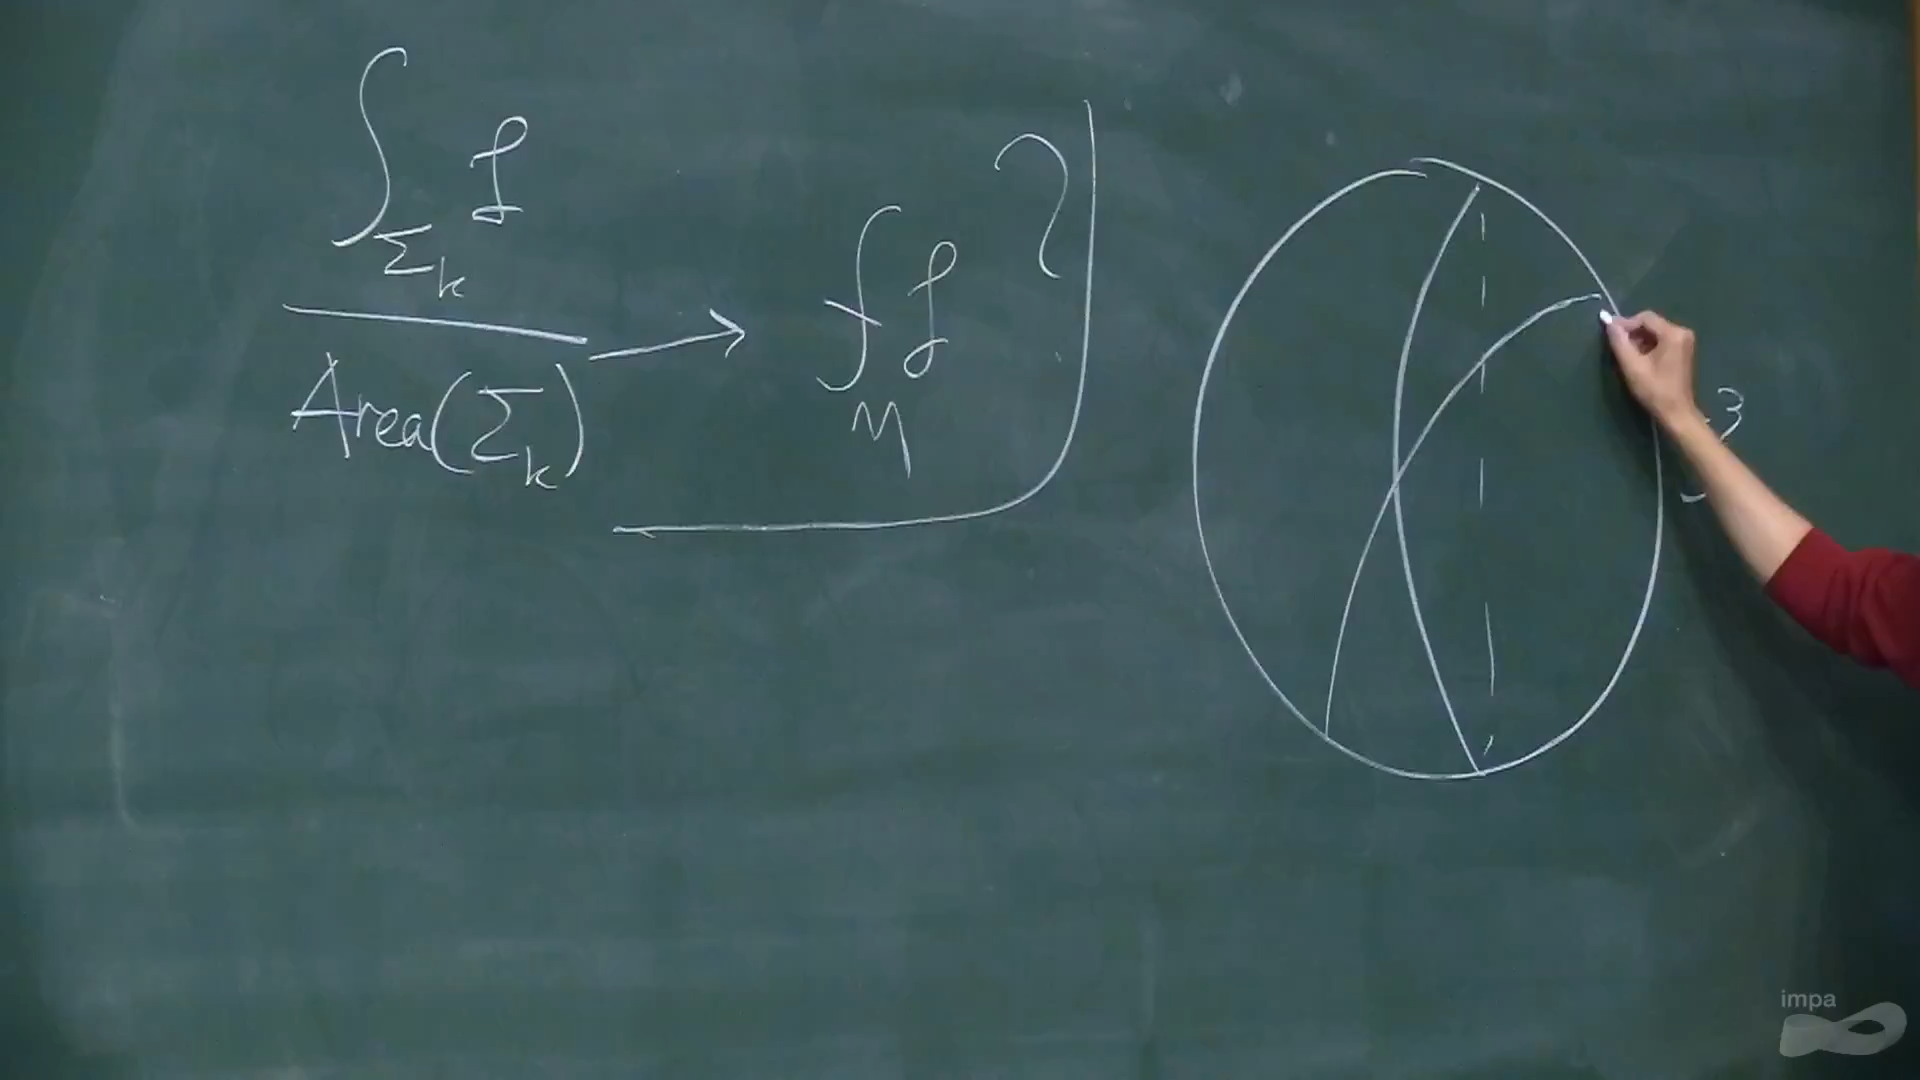 ∫_{Σ_k} f / Area(Σ_k) → ⨍_M f ?
3
impa